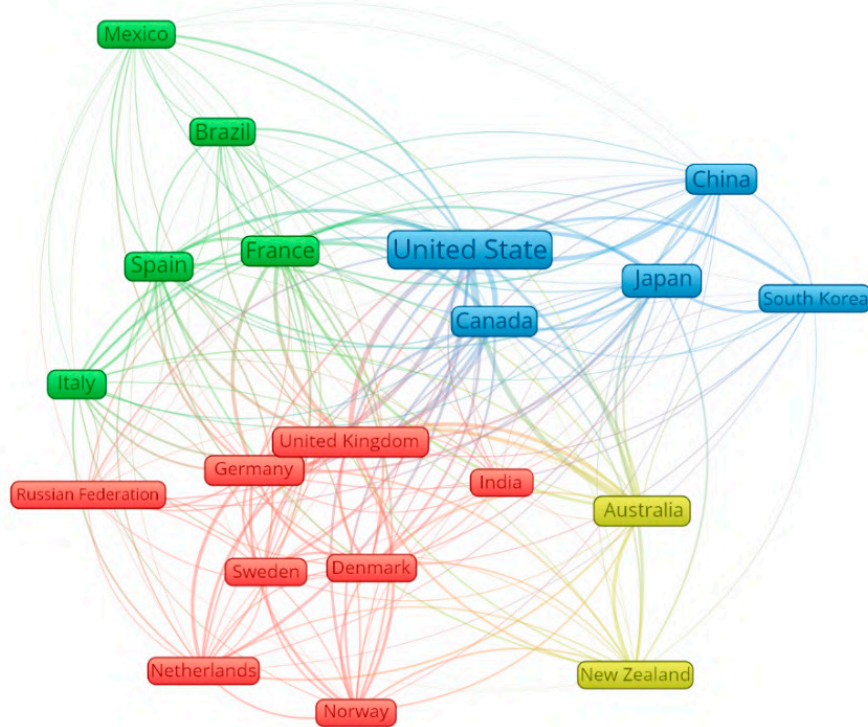 Mexico
Brazil
China
United State
France
Spain
Japan
South Korea
Canada
Italy
United Kingdom
Germany
India
Russian Federation
Australia
Sweden
Denmark
Netherlands
New Zealand
Norway